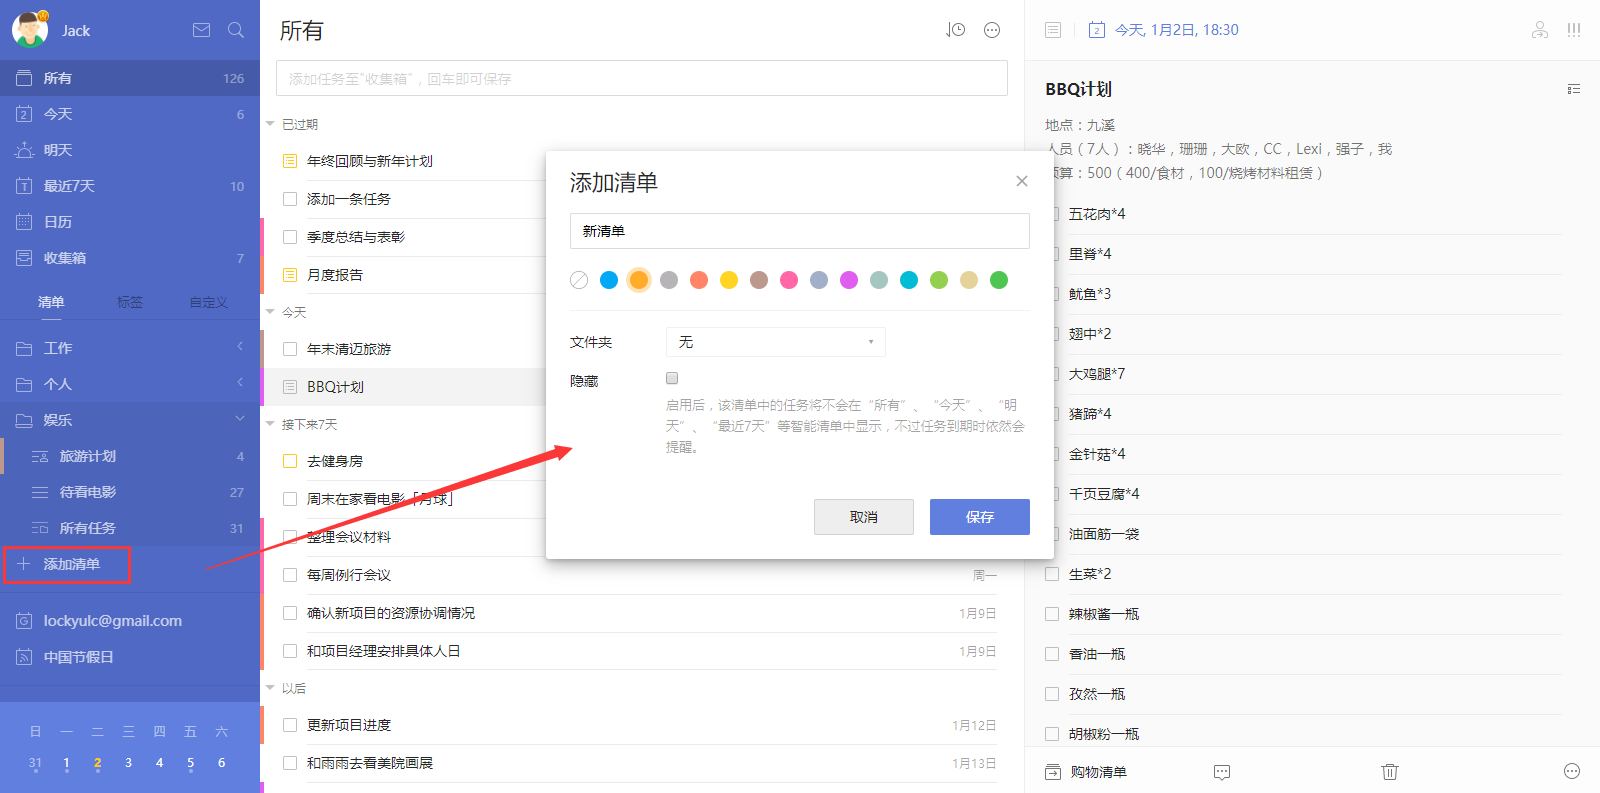 Jack
所有 126
今天 6
明天
最近7天 10
日历
收集箱 7
清单 标签 自定义
工作
个人
娱乐
旅游计划 4
待看电影 27
所有任务 31
添加清单
lockyulc@gmail.com
中国节假日
日 一 二 三 四 五 六
31 1 2 3 4 5 6
所有
添加任务至"收集箱"，回车即可保存
已过期
年终回顾与新年计划
添加一条任务
季度总结与表彰
月度报告
今天
年末清迈旅游
BBQ计划
接下来7天
去健身房
周末在家看电影「月球」
整理会议材料
每周例行会议 周一
确认新项目的资源协调情况 1月9日
和项目经理安排具体人日 1月9日
以后
更新项目进度 1月12日
和雨雨去看美院画展 1月13日
添加清单
新清单
文件夹 无
隐藏
启用后，该清单中的任务将不会在“所有”、“今天”、“明
天”、“最近7天”等智能清单中显示，不过任务到期时依然会
提醒。
取消 保存
2 今天, 1月2日, 18:30
BBQ计划
地点：九溪
人员（7人）：晓华，珊珊，大欧，CC，Lexi，强子，我
预算：500（400/食材，100/烧烤材料租赁）
五花肉*4
里脊*4
鱿鱼*3
翅中*2
大鸡腿*7
猪蹄*4
金针菇*4
千页豆腐*4
油面筋一袋
生菜*2
辣椒酱一瓶
香油一瓶
孜然一瓶
胡椒粉一瓶
购物清单